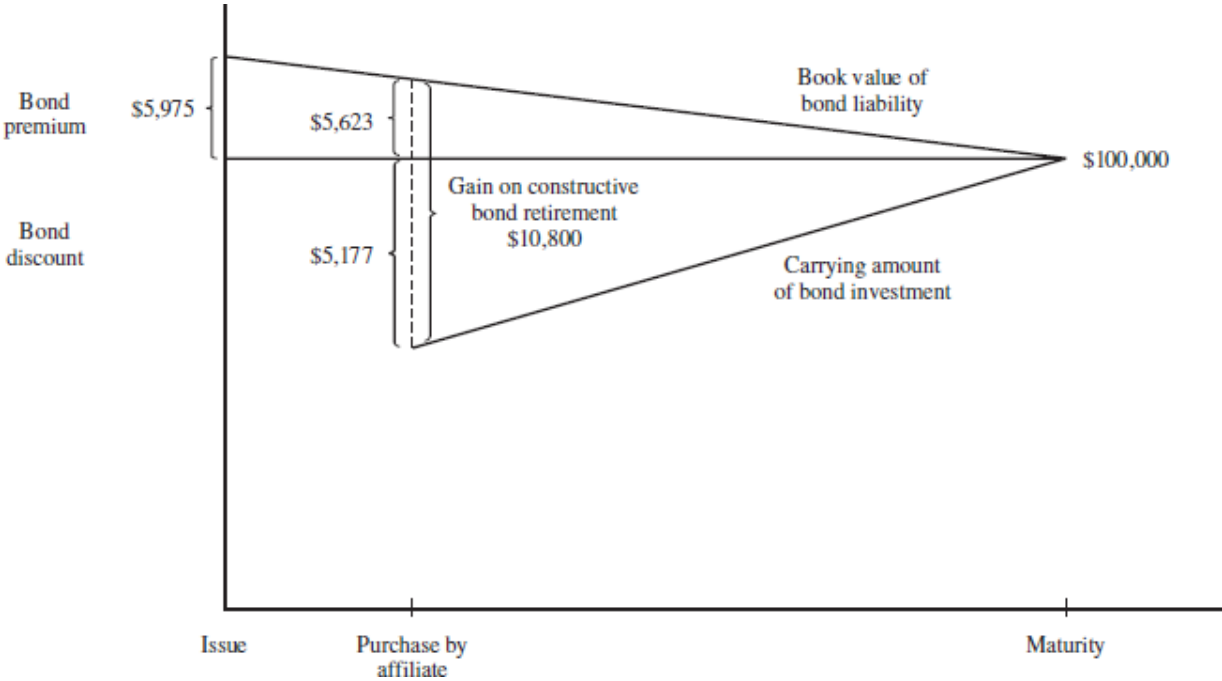 Bond
premium
$5,975
$5,623
Book value of
bond liability
$100,000
Gain on constructive
bond retirement
$10,800
Bond
discount
$5,177
Carrying amount
of bond investment
Issue
Purchase by
affiliate
Maturity